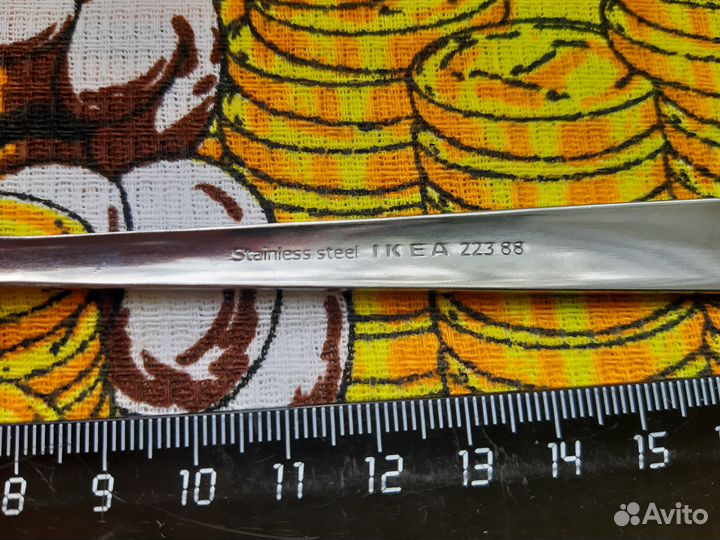 Stainless steel IKEA 223 88
8 9 10 11 12 13 14 15
Avito